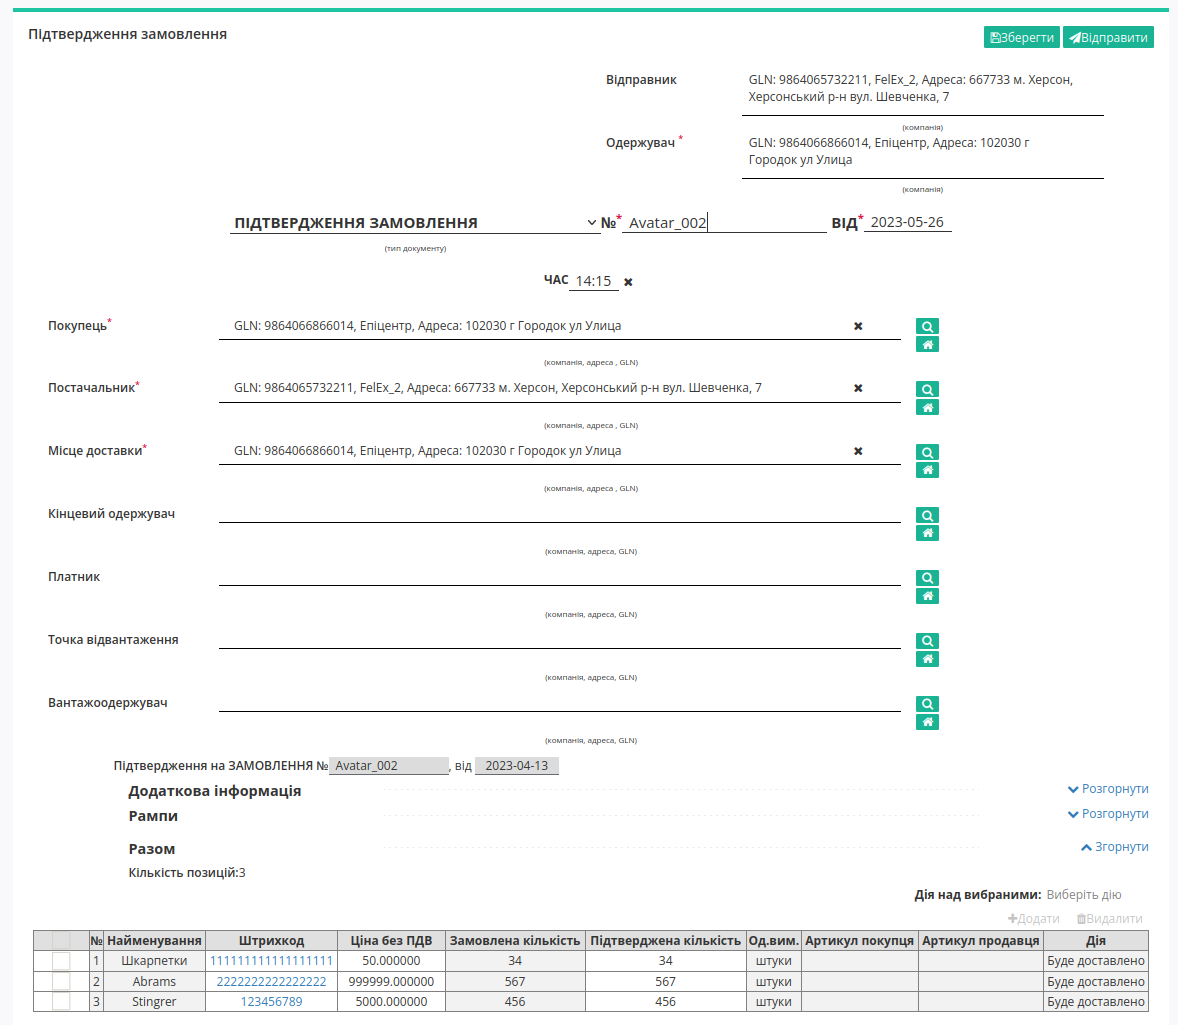 Підтвердження замовлення
Зберегти Відправити
Відправник GLN: 9864065732211, FelEx_2, Адреса: 667733 м. Херсон,
Херсонський р-н вул. Шевченка, 7
(компанія)
Одержувач * GLN: 9864066866014, Епіцентр, Адреса: 102030 г
Городок ул Улица
(компанія)
ПІДТВЕРДЖЕННЯ ЗАМОВЛЕННЯ №* Avatar_002 ВІД* 2023-05-26
(тип документу)
ЧАС 14:15 ✖
Покупець* GLN: 9864066866014, Епіцентр, Адреса: 102030 г Городок ул Улица ✖
(компанія, адреса , GLN)
Постачальник* GLN: 9864065732211, FelEx_2, Адреса: 667733 м. Херсон, Херсонський р-н вул. Шевченка, 7 ✖
(компанія, адреса , GLN)
Місце доставки* GLN: 9864066866014, Епіцентр, Адреса: 102030 г Городок ул Улица ✖
(компанія, адреса , GLN)
Кінцевий одержувач
(компанія, адреса, GLN)
Платник
(компанія, адреса, GLN)
Точка відвантаження
(компанія, адреса, GLN)
Вантажоодержувач
(компанія, адреса, GLN)
Підтвердження на ЗАМОВЛЕННЯ № Avatar_002 , від 2023-04-13
Додаткова інформація Розгорнути
Рампи Розгорнути
Разом Згорнути
Кількість позицій:3
Дія над вибраними: Виберіть дію
Додати Видалити
№ Найменування Штрихкод Ціна без ПДВ Замовлена кількість Підтверджена кількість Од.вим. Артикул покупця Артикул продавця Дія
1 Шкарпетки 111111111111111111 50.000000 34 34 штуки Буде доставлено
2 Abrams 2222222222222222 999999.000000 567 567 штуки Буде доставлено
3 Stingrer 123456789 5000.000000 456 456 штуки Буде доставлено